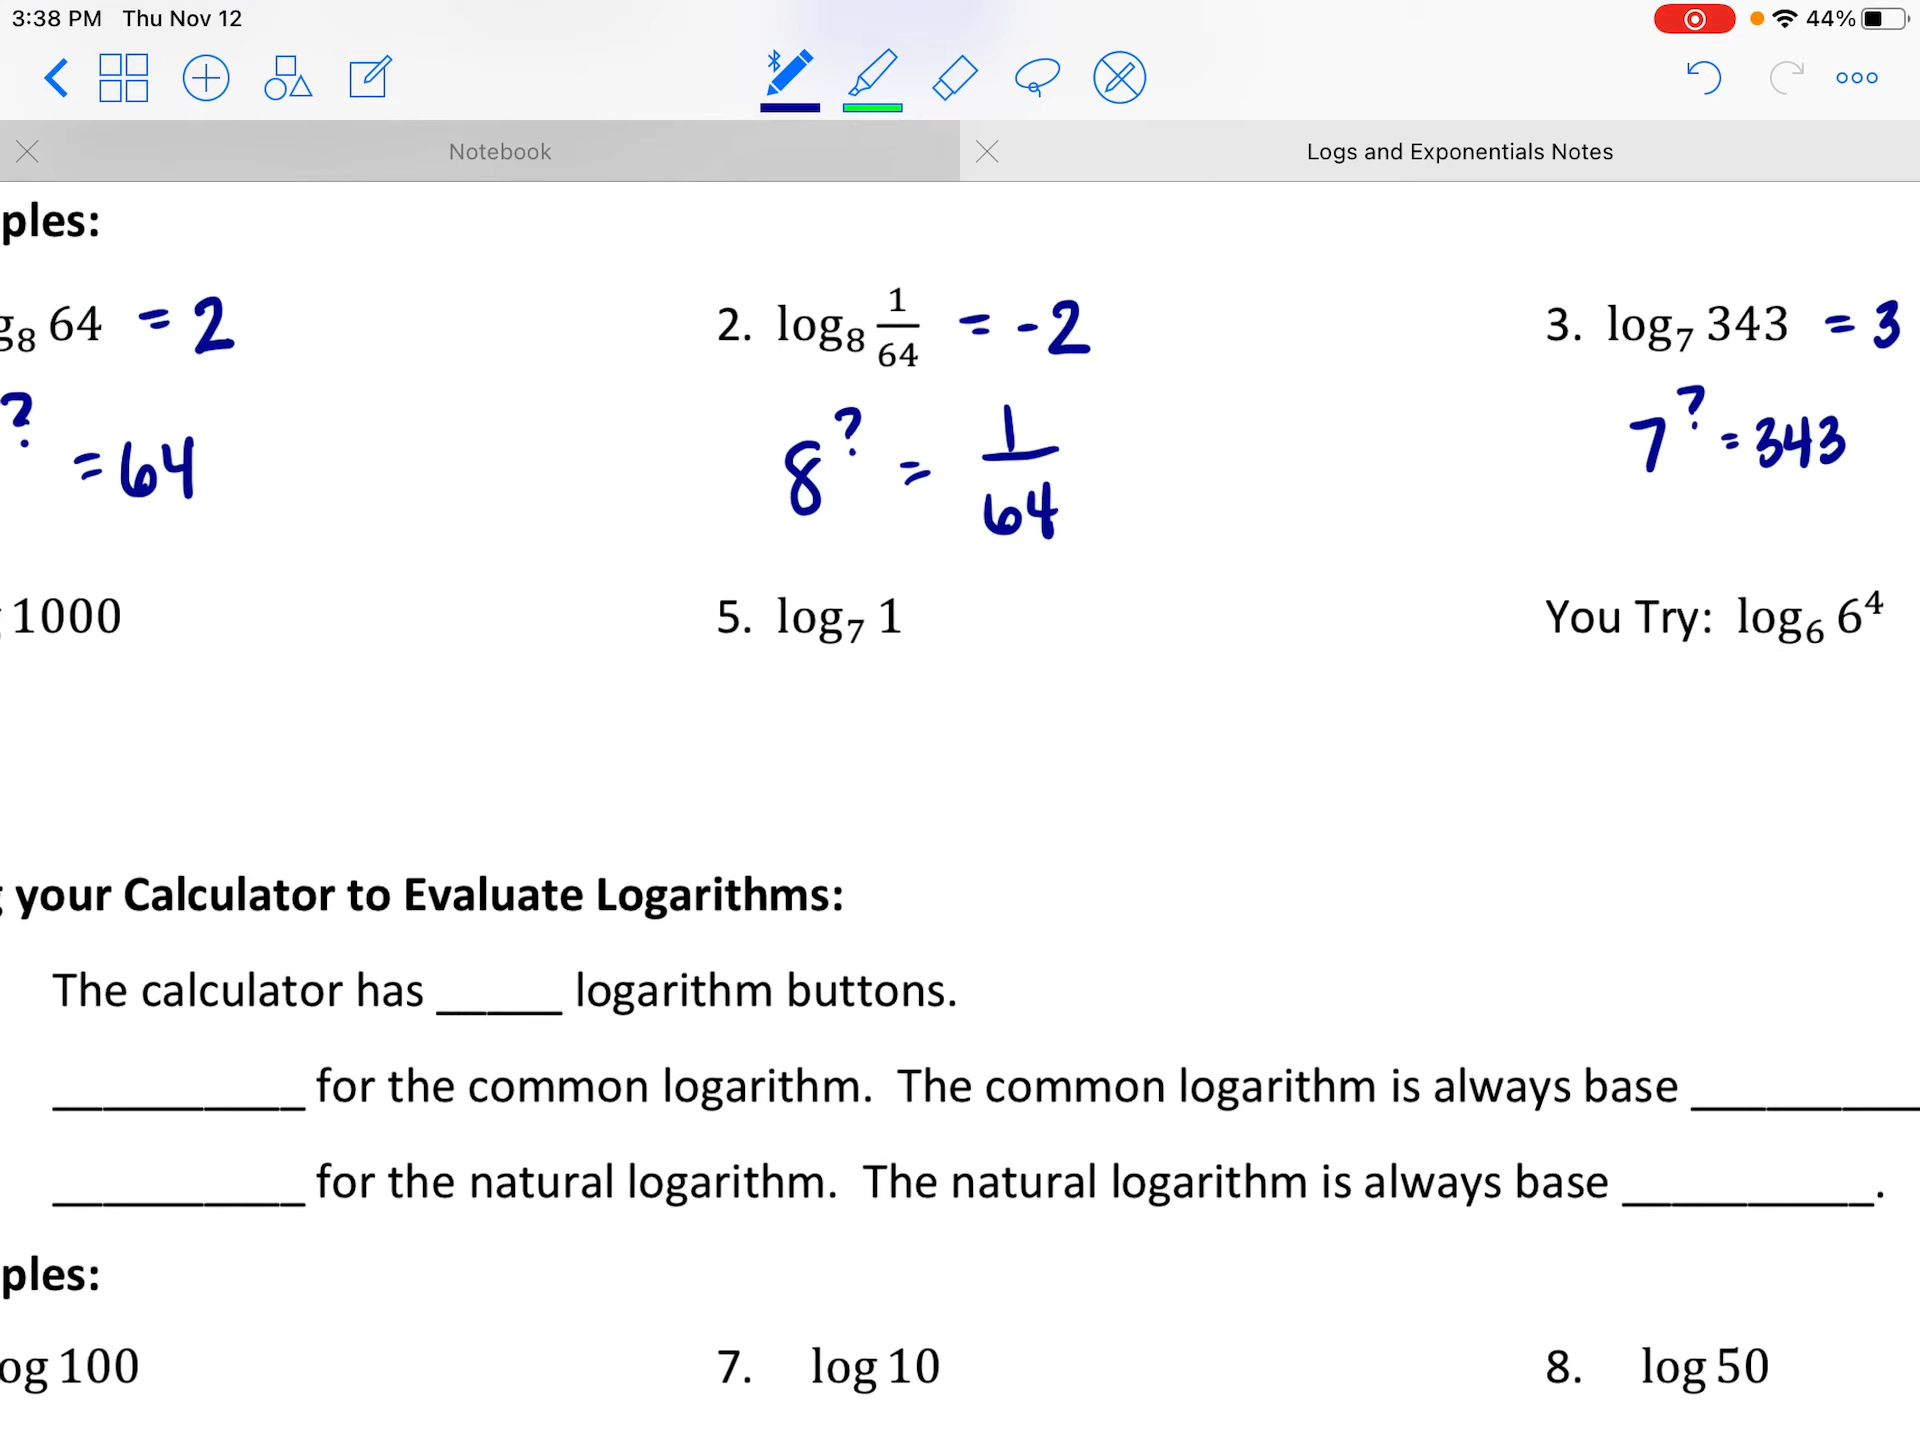 3:38 PM Thu Nov 12 44%
Notebook Logs and Exponentials Notes
ples:
g₈ 64 = 2 2. log₈ 1/64 = -2 3. log₇ 343 = 3
? = 64 8^? = 1/64 7^? = 343
1000 5. log₇ 1 You Try: log₆ 6⁴
your Calculator to Evaluate Logarithms:
The calculator has _____ logarithm buttons.
__________ for the common logarithm. The common logarithm is always base _________
__________ for the natural logarithm. The natural logarithm is always base __________.
ples:
og 100 7. log 10 8. log 50